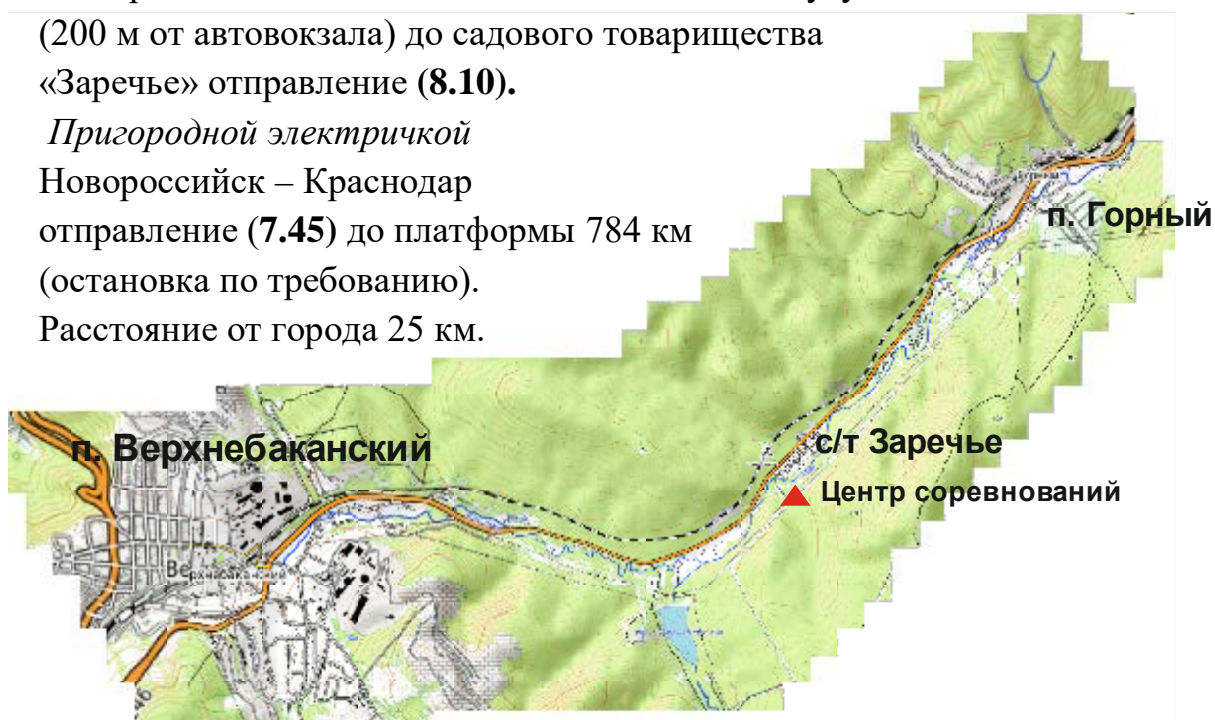 (200 м от автовокзала) до садового товарищества
«Заречье» отправление (8.10).
Пригородной электричкой
Новороссийск – Краснодар
отправление (7.45) до платформы 784 км
(остановка по требованию).
Расстояние от города 25 км.
п. Горный
п. Верхнебаканский
с/т Заречье
Центр соревнований
Верхнебаканский